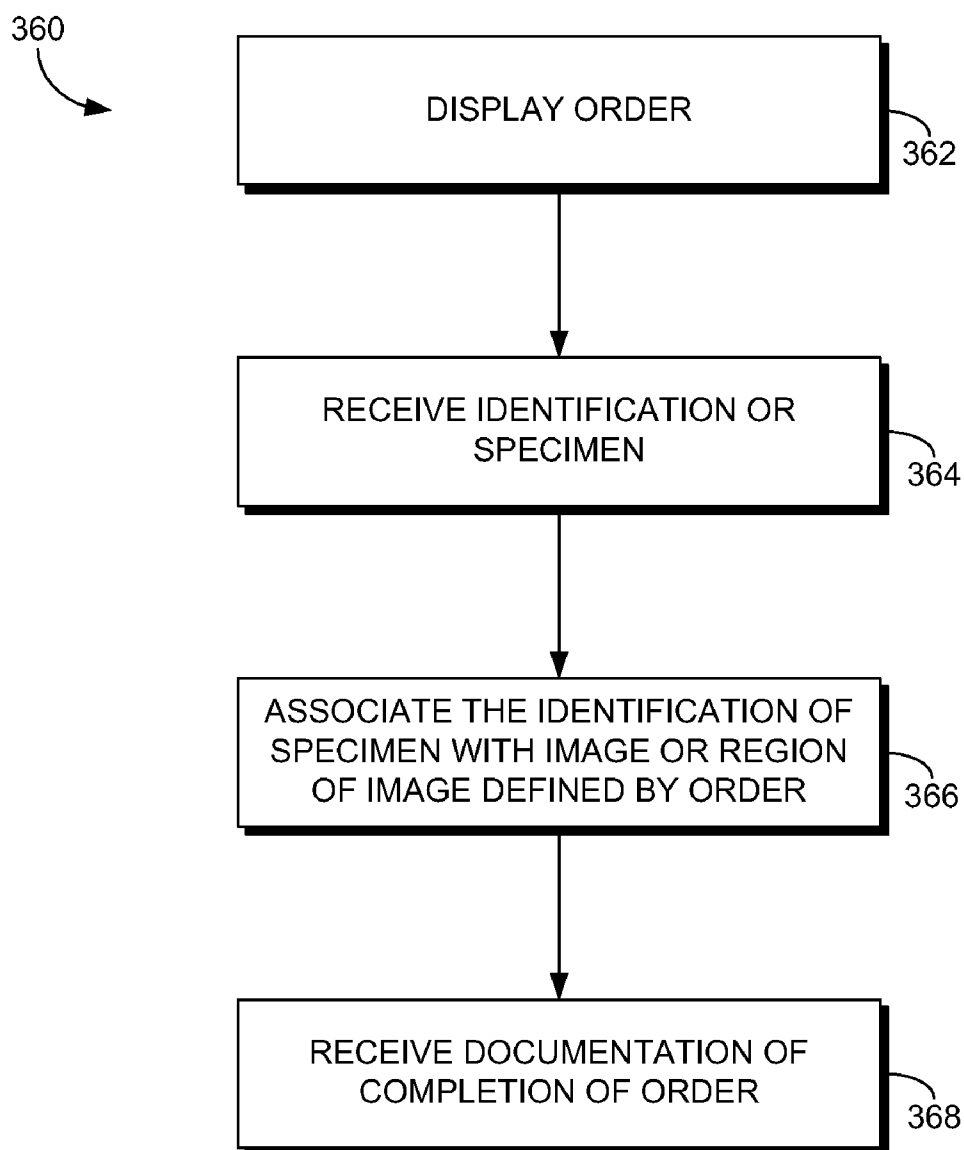 360
DISPLAY ORDER
362
RECEIVE IDENTIFICATION OR
SPECIMEN
364
ASSOCIATE THE IDENTIFICATION OF
SPECIMEN WITH IMAGE OR REGION
OF IMAGE DEFINED BY ORDER
366
RECEIVE DOCUMENTATION OF
COMPLETION OF ORDER
368